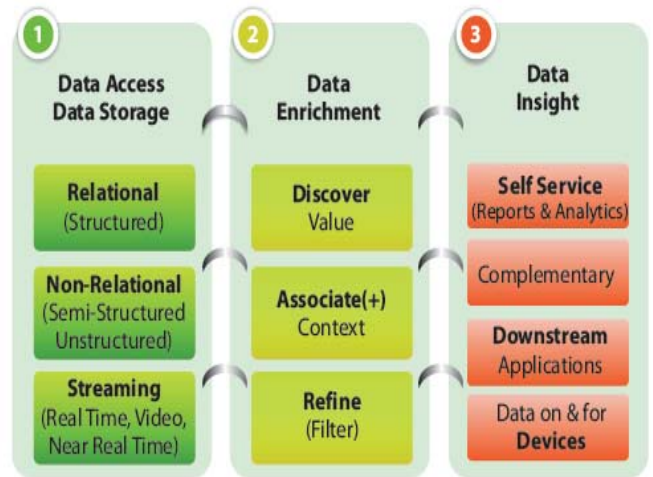 1
Data Access
Data Storage
Relational
(Structured)
Non-Relational
(Semi-Structured
Unstructured)
Streaming
(Real Time, Video,
Near Real Time)
2
Data
Enrichment
Discover
Value
Associate(+)
Context
Refine
(Filter)
3
Data
Insight
Self Service
(Reports & Analytics)
Complementary
Downstream
Applications
Data on & for
Devices